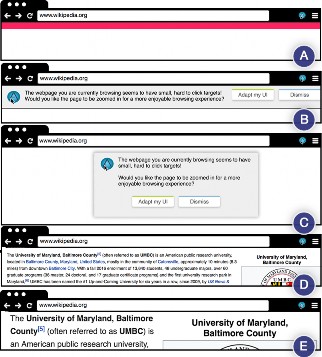 www.wikipedia.org
A
www.wikipedia.org
The webpage you are currently browsing seems to have small, hard to click targets!
Would you like the page to be zoomed in for a more enjoyable browsing experience?
Adapt my UI
Dismiss
B
www.wikipedia.org
The webpage you are currently browsing seems to have
small, hard to click targets!
Would you like the page to be zoomed in for a more
enjoyable browsing experience?
Adapt my UI
Dismiss
C
www.wikipedia.org
The University of Maryland, Baltimore County[5] (often referred to as UMBC) is an American public research university,
located in Baltimore County, Maryland, United States, mostly in the community of Catonsville, approximately 10 minutes (8.5
miles) from downtown Baltimore City. With a fall 2019 enrollment of 13,640 students, 48 undergraduate majors, over 60
graduate programs (38 master, 24 doctoral, and 17 graduate certificate programs) and the first university research park in
Maryland,[6] UMBC has been named the #1 Up-and-Coming University for six years in a row, since 2009, by US News &
University of Maryland,
Baltimore County
UMBC
D
www.wikipedia.org
The University of Maryland, Baltimore
County[5] (often referred to as UMBC) is
an American public research university,
University of Maryland,
Baltimore County
E